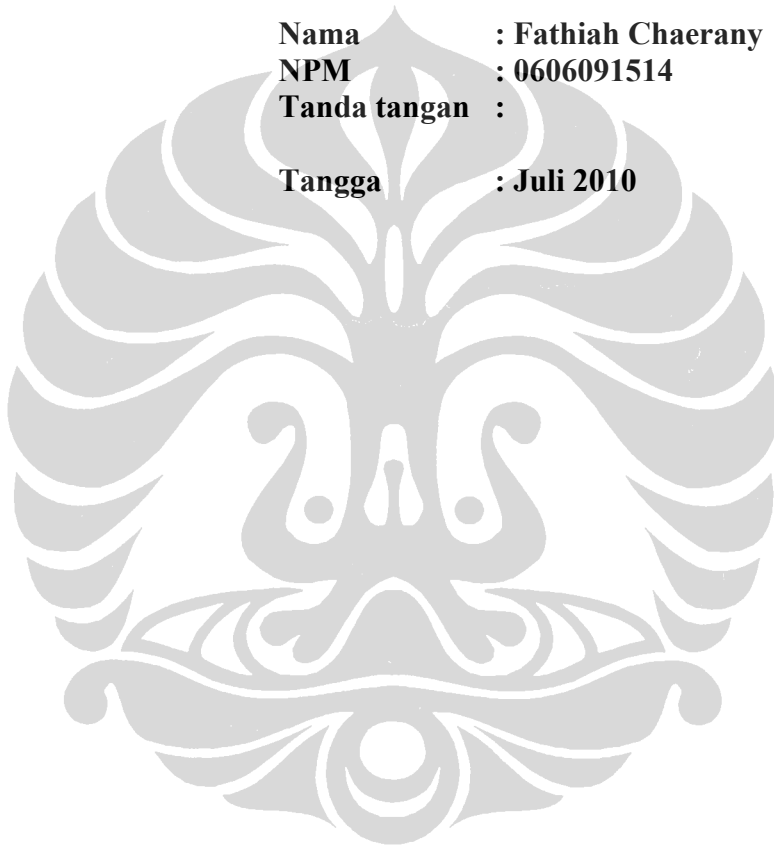 Nama : Fathiah Chaerany
NPM : 0606091514
Tanda tangan :
Tangga : Juli 2010